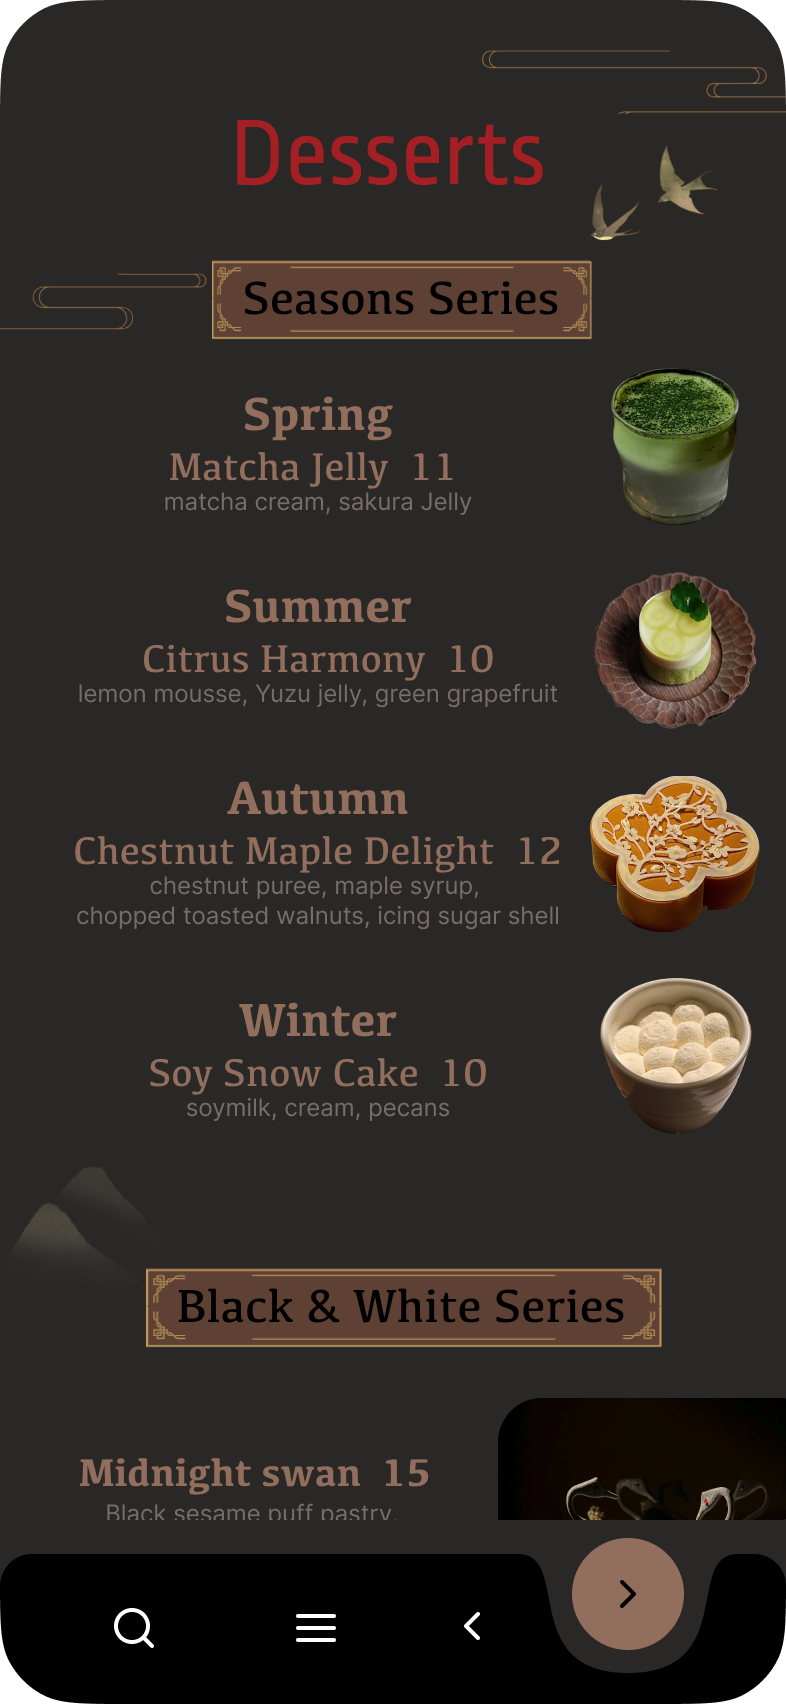 Desserts
Seasons Series
Spring
Matcha Jelly 11
matcha cream, sakura Jelly
Summer
Citrus Harmony 10
lemon mousse, Yuzu jelly, green grapefruit
Autumn
Chestnut Maple Delight 12
chestnut puree, maple syrup,
chopped toasted walnuts, icing sugar shell
Winter
Soy Snow Cake 10
soymilk, cream, pecans
Black & White Series
Midnight swan 15
Black sesame puff pastry,